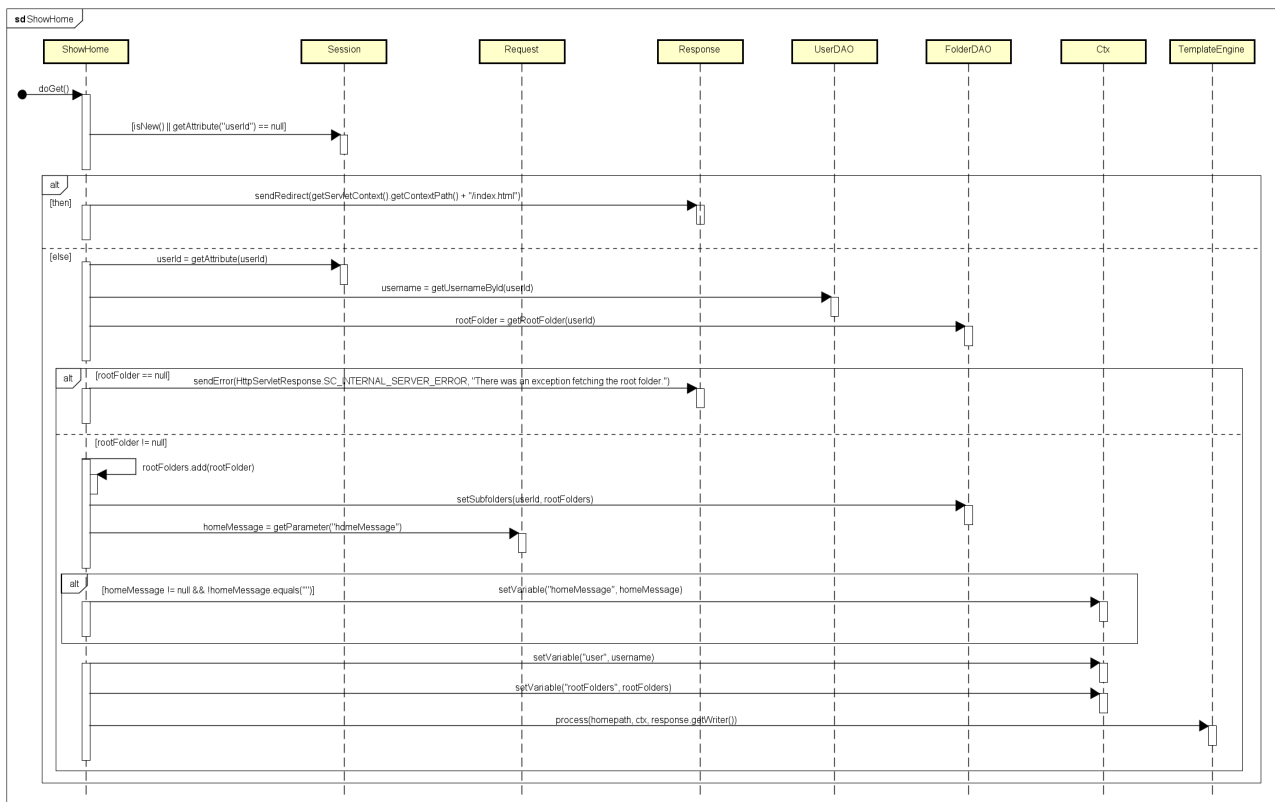 sd ShowHome
ShowHome Session Request Response UserDAO FolderDAO Ctx TemplateEngine
doGet()
[isNew() || getAttribute("userId") == null]
alt
[then]
sendRedirect(getServletContext().getContextPath() + "/index.html")
[else]
userId = getAttribute(userId)
username = getUsernameById(userId)
rootFolder = getRootFolder(userId)
alt
[rootFolder == null]
sendError(HttpServletResponse.SC_INTERNAL_SERVER_ERROR, "There was an exception fetching the root folder.")
[rootFolder != null]
rootFolders.add(rootFolder)
setSubfolders(userId, rootFolders)
homeMessage = getParameter("homeMessage")
alt
[homeMessage != null && !homeMessage.equals("")]
setVariable("homeMessage", homeMessage)
setVariable("user", username)
setVariable("rootFolders", rootFolders)
process(homepath, ctx, response.getWriter())